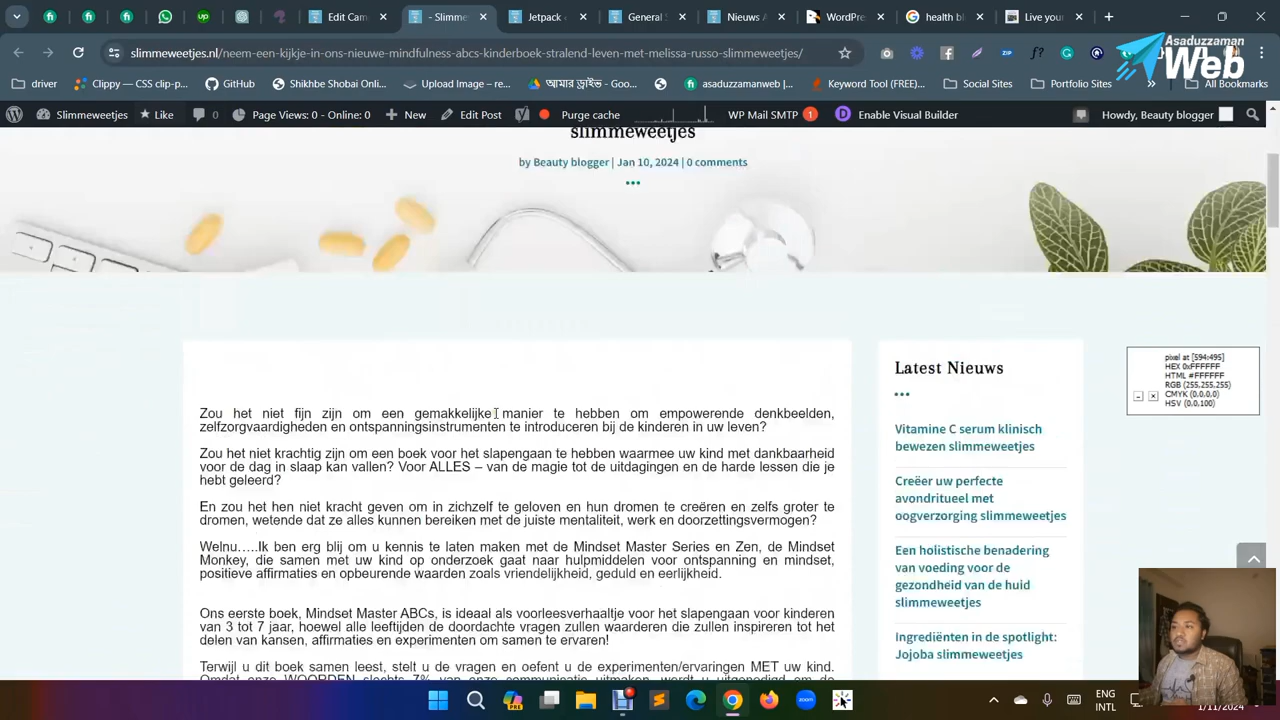 Edit Cam
- Slimme
Jetpack
General S
Nieuws A
WordPre
health bl
Live your
slimmeweetjes.nl/neem-een-kijkje-in-ons-nieuwe-mindfulness-abcs-kinderboek-stralend-leven-met-melissa-russo-slimmeweetjes/
Asaduzzaman
Web
driver
Clippy — CSS clip-p...
GitHub
Shikhbe Shobai Onli...
আমার ড্রাইভ - Goo...
asaduzzamanweb |...
Keyword Tool (FREE)...
Social Sites
Portfolio Sites
»
All Bookmarks
Slimmeweetjes
Like
Page Views - Online: 0
New
Edit Post
Purge cache
WP Mail SMTP 1
Enable Visual Builder
Howdy, Beauty blogger
slimmeweetjes
by Beauty blogger | Jan 10, 2024 | 0 comments
Zou het niet fijn zijn om een gemakkelijke manier te hebben om empowerende denkbeelden,
zelfzorgvaardigheden en ontspanningsinstrumenten te introduceren bij de kinderen in uw leven?
Zou het niet krachtig zijn om een boek voor het slapengaan te hebben waarmee uw kind met dankbaarheid
voor de dag in slaap kan vallen? Voor ALLES – van de magie tot de uitdagingen en de harde lessen die je
hebt geleerd?
En zou het hen niet kracht geven om in zichzelf te geloven en hun dromen te creëren en zelfs groter te
dromen, wetende dat ze alles kunnen bereiken met de juiste mentaliteit, werk en doorzettingsvermogen?
Welnu…..Ik ben erg blij om u kennis te laten maken met de Mindset Master Series en Zen, de Mindset
Monkey, die samen met uw kind op onderzoek gaat naar hulpmiddelen voor ontspanning en mindset,
positieve affirmaties en opbeurende waarden zoals vriendelijkheid, geduld en eerlijkheid.
Ons eerste boek, Mindset Master ABCs, is ideaal als voorleesverhaaltje voor het slapengaan voor kinderen
van 3 tot 7 jaar, hoewel alle leeftijden de doordachte vragen zullen waarderen die zullen inspireren tot het
delen van kansen, affirmaties en experimenten om samen te ervaren!
Terwijl u dit boek samen leest, stelt u de vragen en oefent u de experimenten/ervaringen MET uw kind.
Latest Nieuws
Vitamine C serum klinisch
bewezen slimmeweetjes
Creëer uw perfecte
avondritueel met
oogverzorging slimmeweetjes
Een holistische benadering
van voeding voor de
gezondheid van de huid
slimmeweetjes
Ingrediënten in de spotlight:
Jojoba slimmeweetjes
pixel at [594:495]
HEX 0xFFFFFF
HTML #FFFFFF
RGB (255,255,255)
CMYK (0,0,0,0)
HSV (0,0,100)
zoom
ENG
INTL
1/11/2024